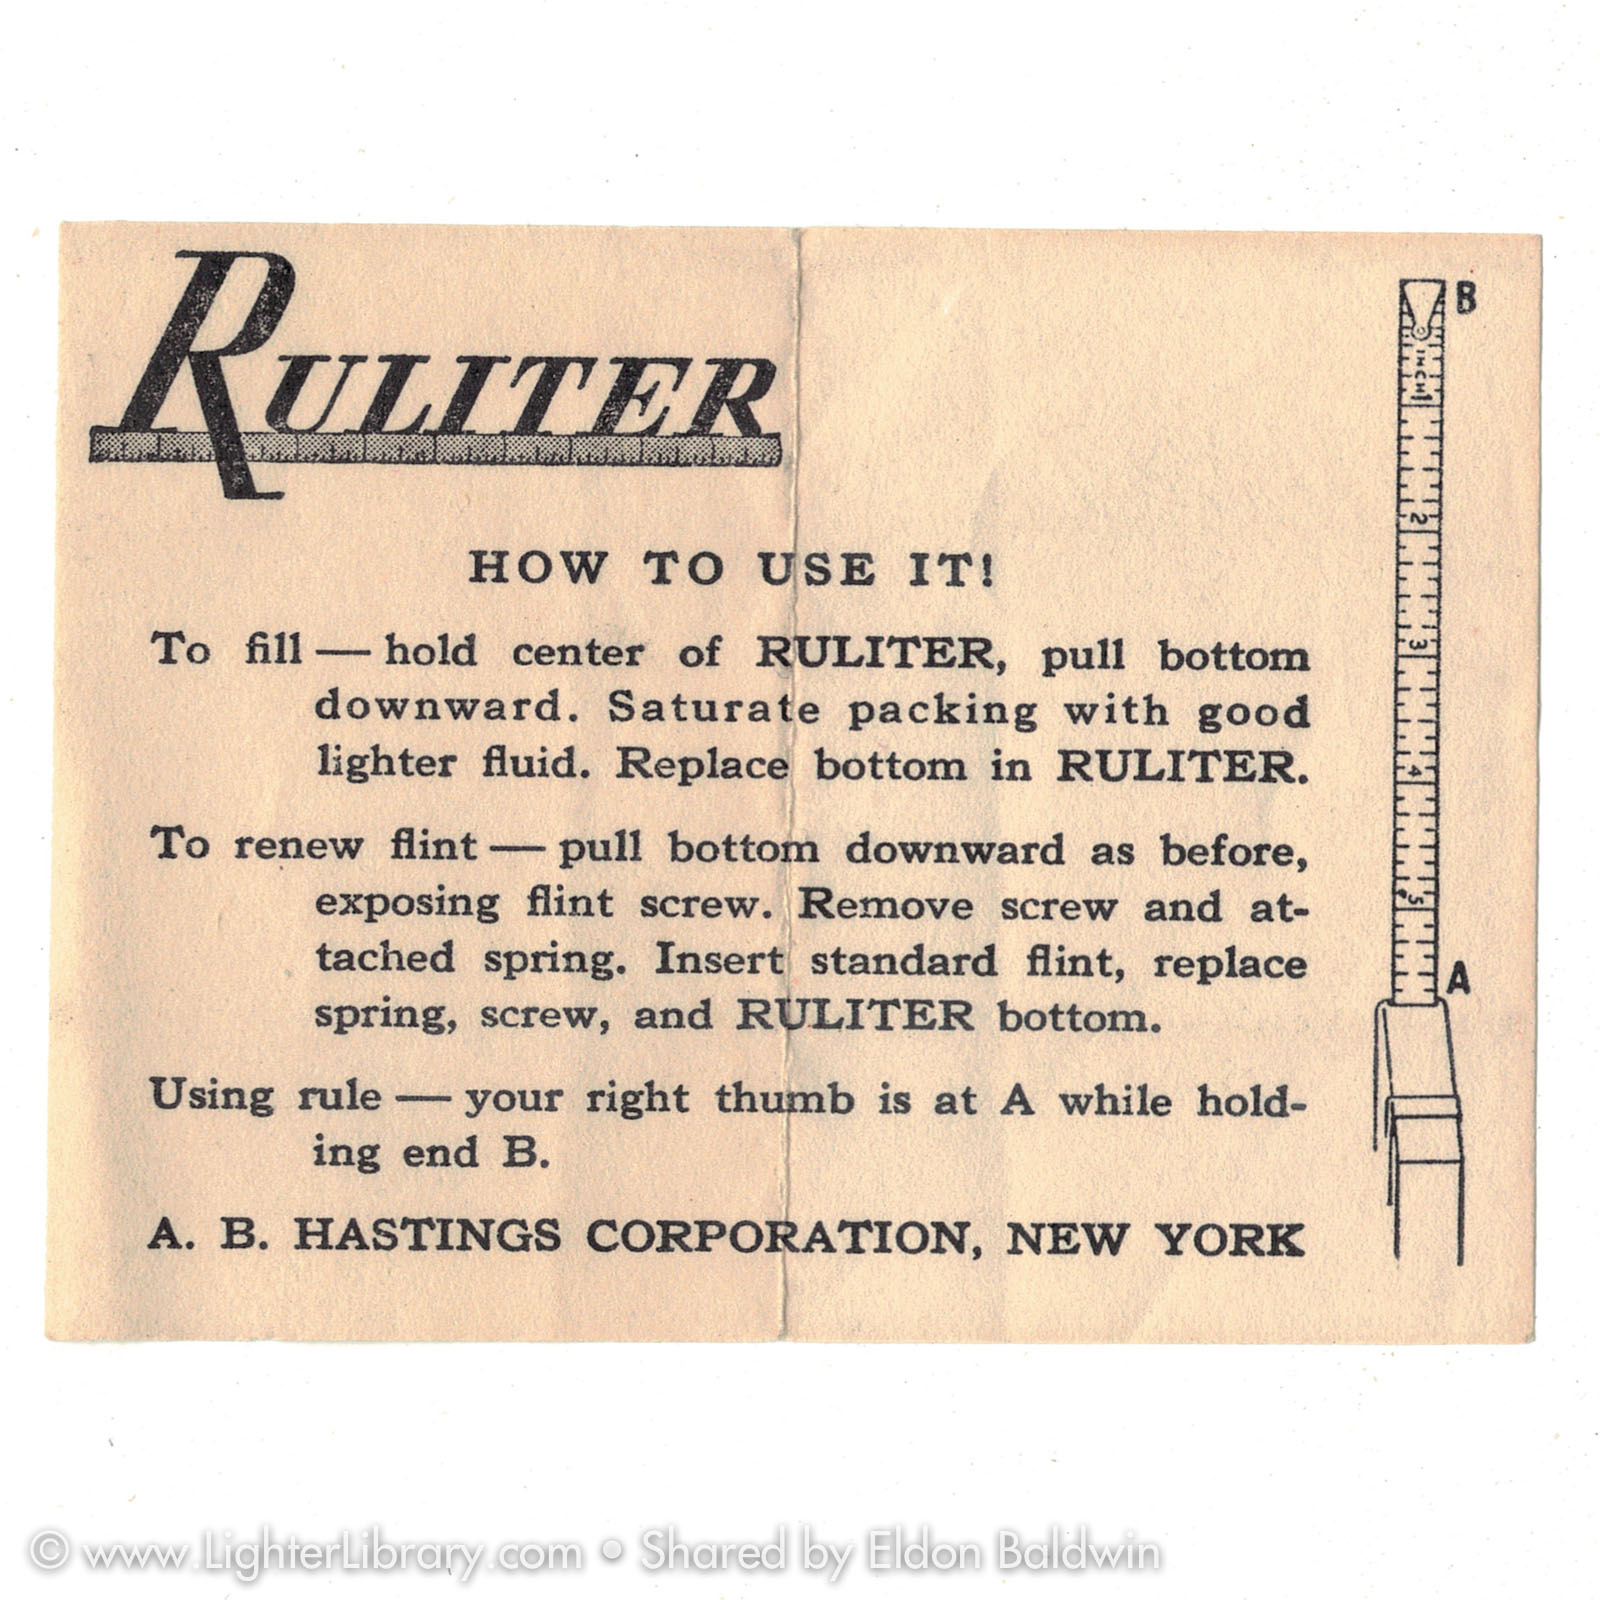 RULITER
HOW TO USE IT!
To fill — hold center of RULITER, pull bottom
downward. Saturate packing with good
lighter fluid. Replace bottom in RULITER.
To renew flint — pull bottom downward as before,
exposing flint screw. Remove screw and at-
tached spring. Insert standard flint, replace
spring, screw, and RULITER bottom.
Using rule — your right thumb is at A while hold-
ing end B.
A. B. HASTINGS CORPORATION, NEW YORK
B
INCH 1
2
3
4
5
A
© www.LighterLibrary.com • Shared by Eldon Baldwin